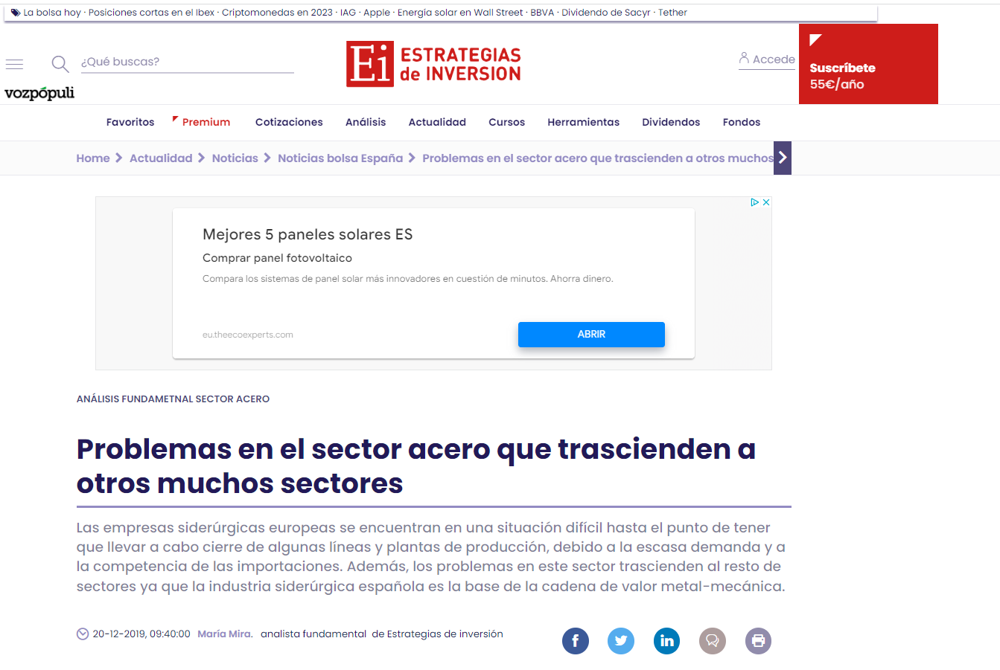 La bolsa hoy · Posiciones cortas en el Ibex · Criptomonedas en 2023 · IAG · Apple · Energía solar en Wall Street · BBVA · Dividendo de Sacyr · Tether
¿Qué buscas?
Ei ESTRATEGIAS
de INVERSION
Accede
Suscríbete
55€/año
vozpópuli
Favoritos Premium Cotizaciones Análisis Actualidad Cursos Herramientas Dividendos Fondos
Home Actualidad Noticias Noticias bolsa España Problemas en el sector acero que trascienden a otros muchos
Mejores 5 paneles solares ES
Comprar panel fotovoltaico
Compara los sistemas de panel solar más innovadores en cuestión de minutos. Ahorra dinero.
eu.theecoexperts.com
ABRIR
ANÁLISIS FUNDAMETNAL SECTOR ACERO
Problemas en el sector acero que trascienden a
otros muchos sectores
Las empresas siderúrgicas europeas se encuentran en una situación difícil hasta el punto de tener
que llevar a cabo cierre de algunas líneas y plantas de producción, debido a la escasa demanda y a
la competencia de las importaciones. Además, los problemas en este sector trascienden al resto de
sectores ya que la industria siderúrgica española es la base de la cadena de valor metal-mecánica.
20-12-2019, 09:40:00 María Mira. analista fundamental de Estrategias de inversión